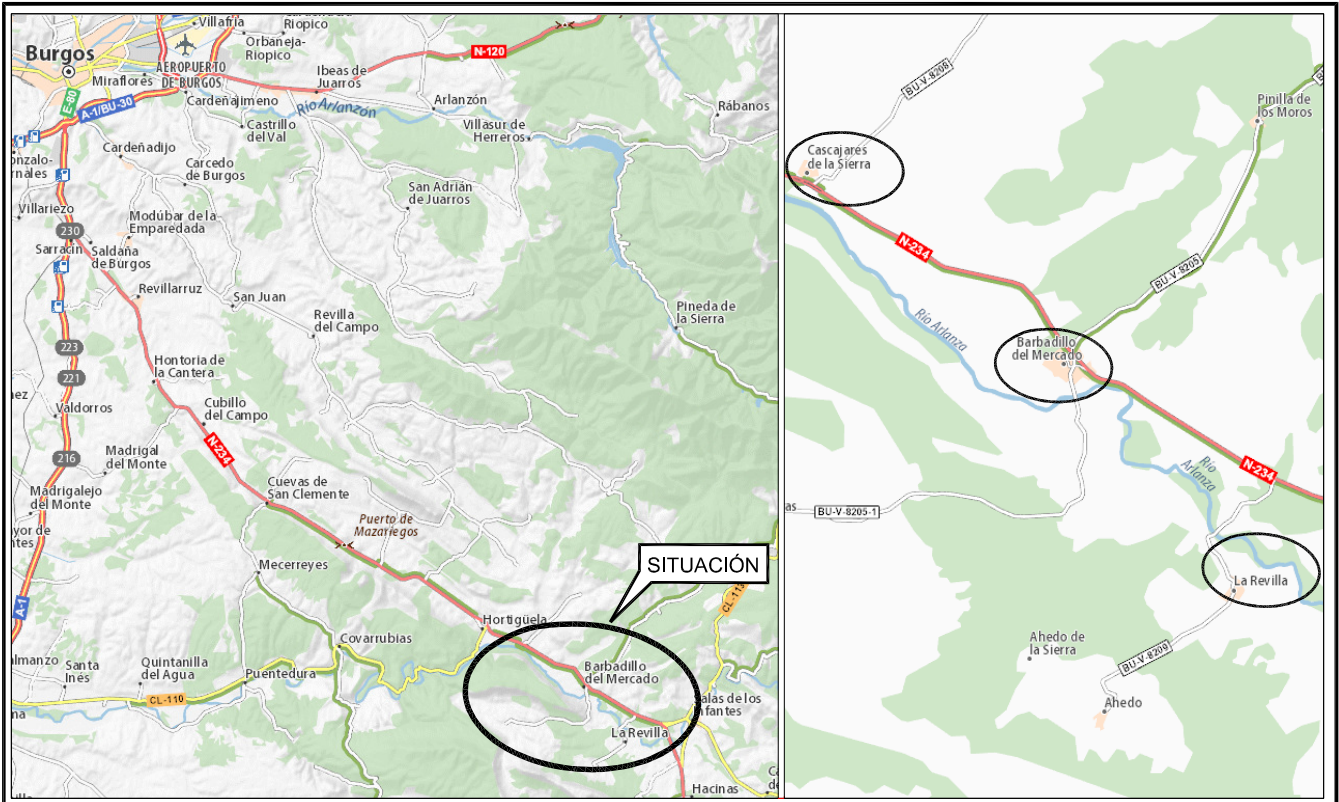 Villafría
Riopico
Orbaneja-
Riopico
Burgos
N-120
AEROPUERTO
DE BURGOS
Miraflores
Ibeas de
Juarros
E-80
A-1/BU-30
Cardeñajimeno
Río Arlanzón
Arlanzón
Rábanos
Castrillo
del Val
Villasur de
Herreros
Cardeñadijo
Carcedo
de Burgos
San Adrián
de Juarros
Villariezo
Modúbar de la
Emparedada
230
Sarracín
Saldaña
de Burgos
Revillarruz
San Juan
Revilla
del Campo
Pineda de
la Sierra
223
Hontoria de
la Cantera
221
Valdorros
Cubillo
del Campo
N-234
216
Madrigal
del Monte
Cuevas de
San Clemente
Madrigalejo
del Monte
Puerto de
Mazariegos
Mecerreyes
SITUACIÓN
A-1
Hortigüela
Covarrubias
Santa
Inés
Quintanilla
del Agua
Puentedura
CL-110
Barbadillo
del Mercado
La Revilla
Hacinas
BU-V-8208
Pinilla de
los Moros
Cascajares
de la Sierra
N-234
BU-V-8205
Río Arlanza
Barbadillo
del Mercado
Río
Arlanza
N-234
BU-V-8205-1
La Revilla
Ahedo de
la Sierra
BU-V-8209
Ahedo